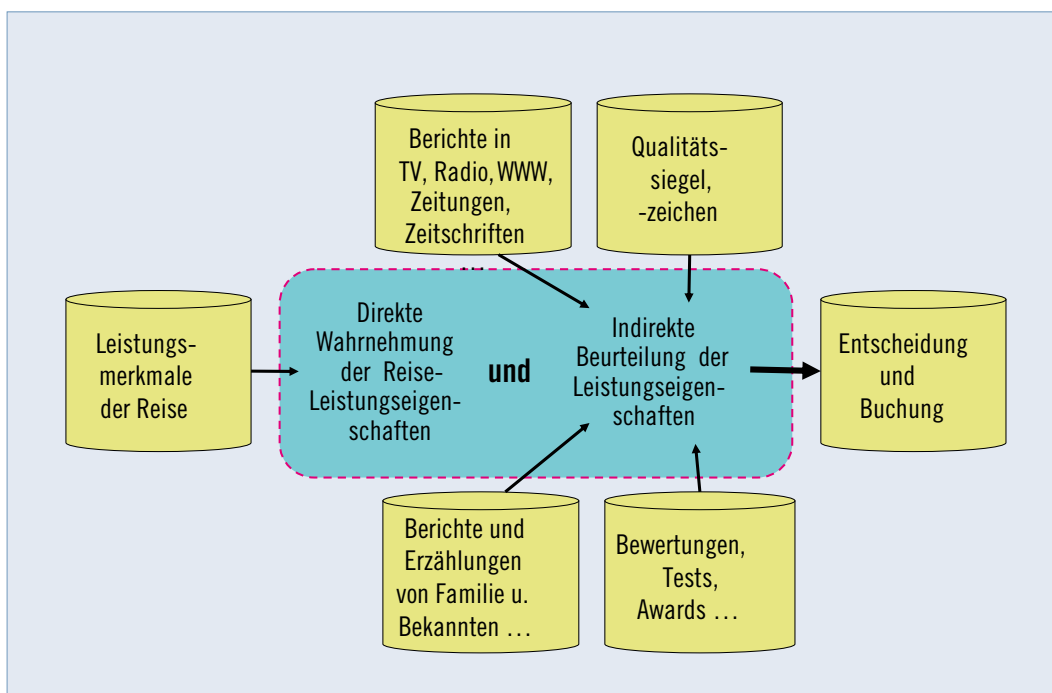 Berichte in
TV, Radio, WWW,
Zeitungen,
Zeitschriften
Qualitäts-
siegel,
-zeichen
Leistungs-
merkmale
der Reise
Direkte
Wahrnehmung
der Reise-
Leistungseigen-
schaften
und
Indirekte
Beurteilung der
Leistungseigen-
schaften
Entscheidung
und
Buchung
Berichte und
Erzählungen
von Familie u.
Bekannten …
Bewertungen,
Tests,
Awards …